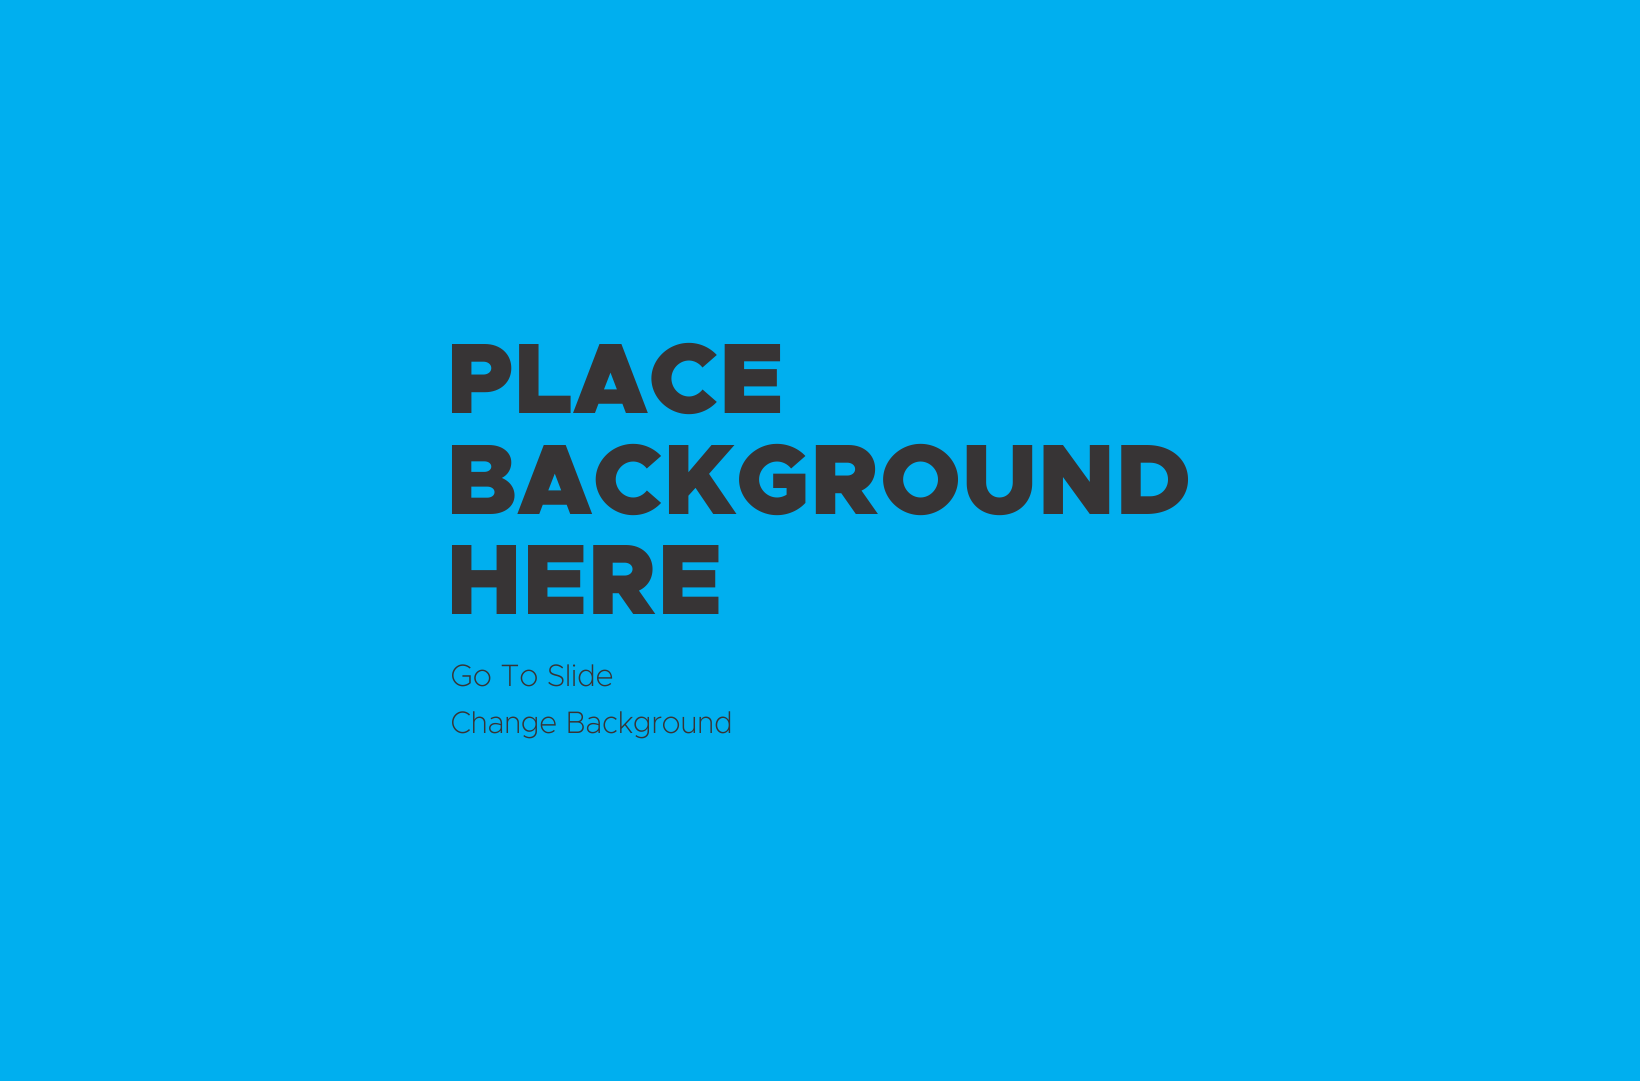 PLACE
BACKGROUND
HERE
Go To Slide
Change Background